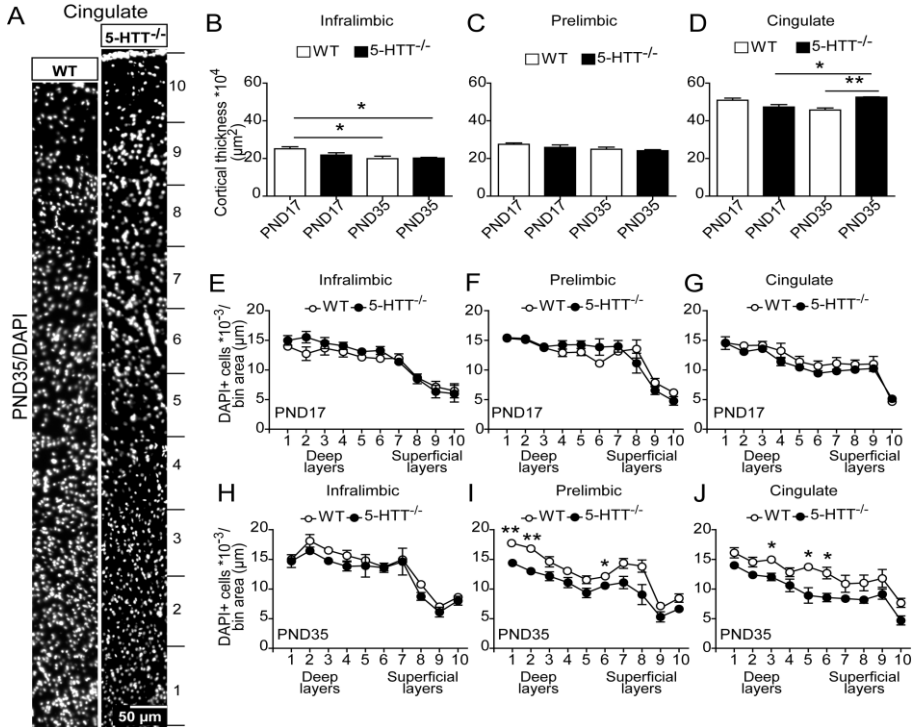 A
Cingulate
WT
5-HTT-/-
PND35/DAPI
10
9
8
7
6
5
4
3
2
1
50 µm
B
Infralimbic
WT 5-HTT-/-
Cortical thickness *10⁴
(µm²)
60
40
20
0
*
*
PND17 PND17 PND35 PND35
C
Prelimbic
WT 5-HTT-/-
60
40
20
0
PND17 PND17 PND35 PND35
D
Cingulate
WT 5-HTT-/-
60
40
20
0
*
**
PND17 PND17 PND35 PND35
E
Infralimbic
WT 5-HTT-/-
DAPI+ cells *10⁻³/
bin area (µm)
20
15
10
5
0
PND17
1 2 3 4 5 6 7 8 9 10
Deep Superficial
layers layers
F
Prelimbic
WT 5-HTT-/-
20
15
10
5
0
PND17
1 2 3 4 5 6 7 8 9 10
Deep Superficial
layers layers
G
Cingulate
WT 5-HTT-/-
20
15
10
5
0
PND17
1 2 3 4 5 6 7 8 9 10
Deep Superficial
layers layers
H
Infralimbic
WT 5-HTT-/-
DAPI+ cells *10⁻³/
bin area (µm)
20
15
10
5
0
PND35
1 2 3 4 5 6 7 8 9 10
Deep Superficial
layers layers
I
Prelimbic
WT 5-HTT-/-
20
15
10
5
0
** ** *
PND35
1 2 3 4 5 6 7 8 9 10
Deep Superficial
layers layers
J
Cingulate
WT 5-HTT-/-
20
15
10
5
0
* * *
PND35
1 2 3 4 5 6 7 8 9 10
Deep Superficial
layers layers